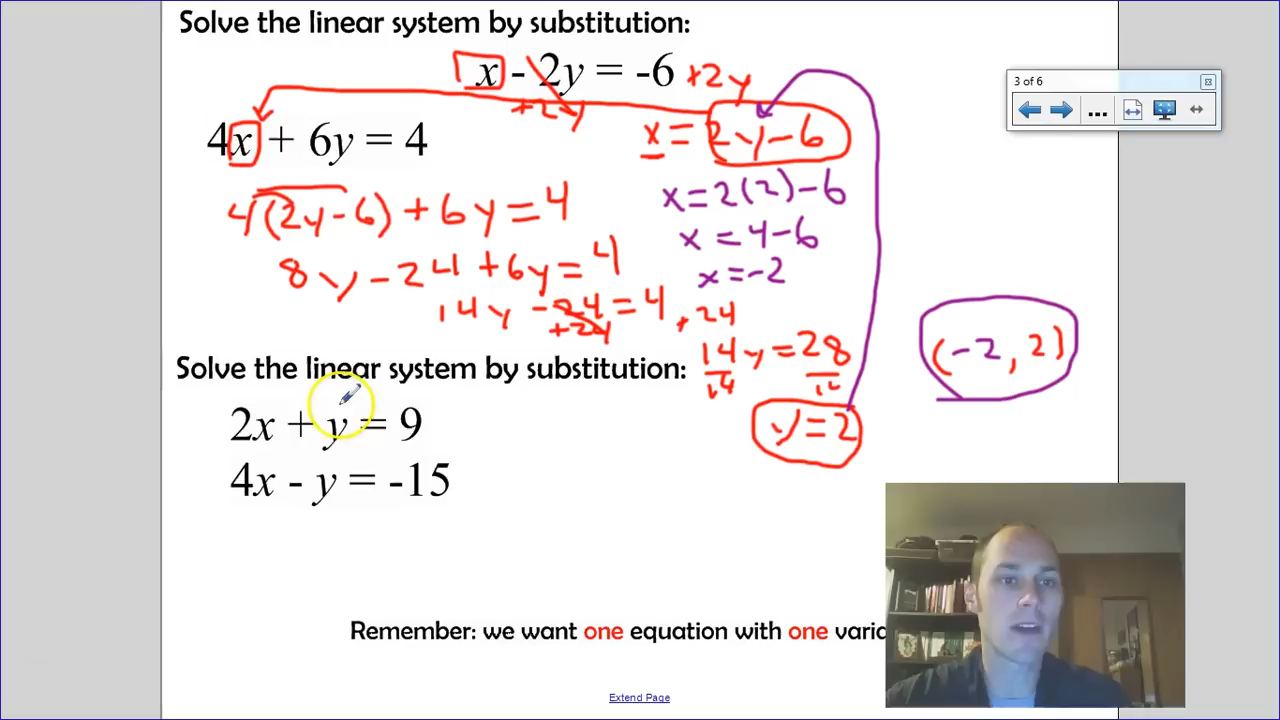 Solve the linear system by substitution:
x - 2y = -6 +2y
+2y
4x + 6y = 4
x = 2y - 6
4(2y - 6) + 6y = 4
x = 2(2) - 6
8y - 24 + 6y = 4
x = 4 - 6
x = -2
14y - 24 = 4 +24
+24
14y = 28
14 14
y = 2
(-2, 2)
Solve the linear system by substitution:
2x + y = 9
4x - y = -15
Remember: we want one equation with one
Extend Page
3 of 6
...